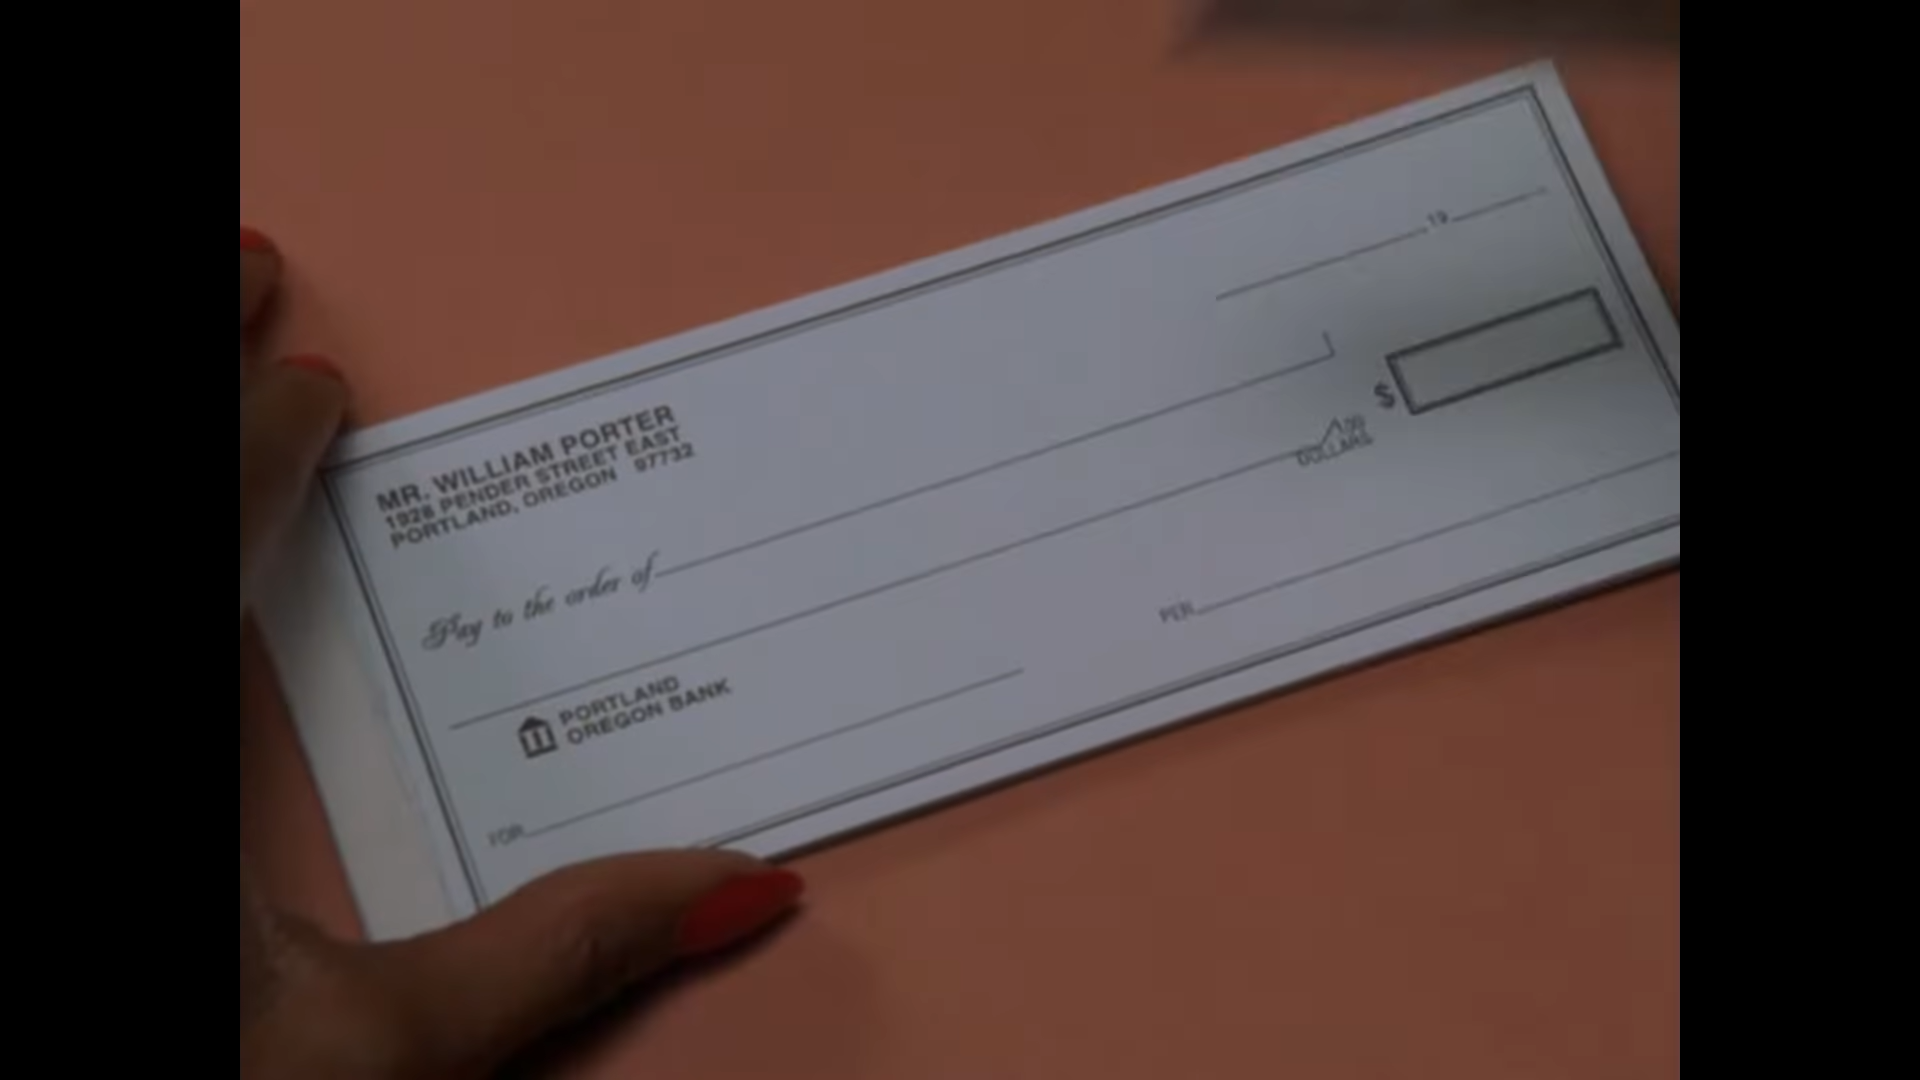 19
MR. WILLIAM PORTER
1928 PENDER STREET EAST
PORTLAND, OREGON 97732
$
Pay to the order of
/100
DOLLARS
PORTLAND
OREGON BANK
PER
FOR